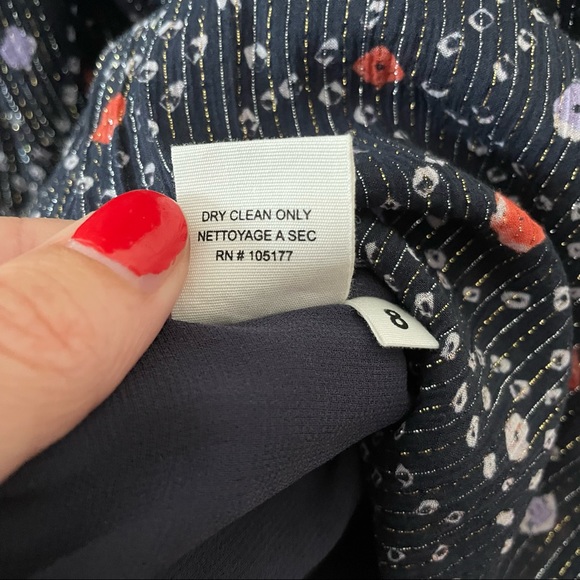 DRY CLEAN ONLY
NETTOYAGE A SEC
RN # 105177
8